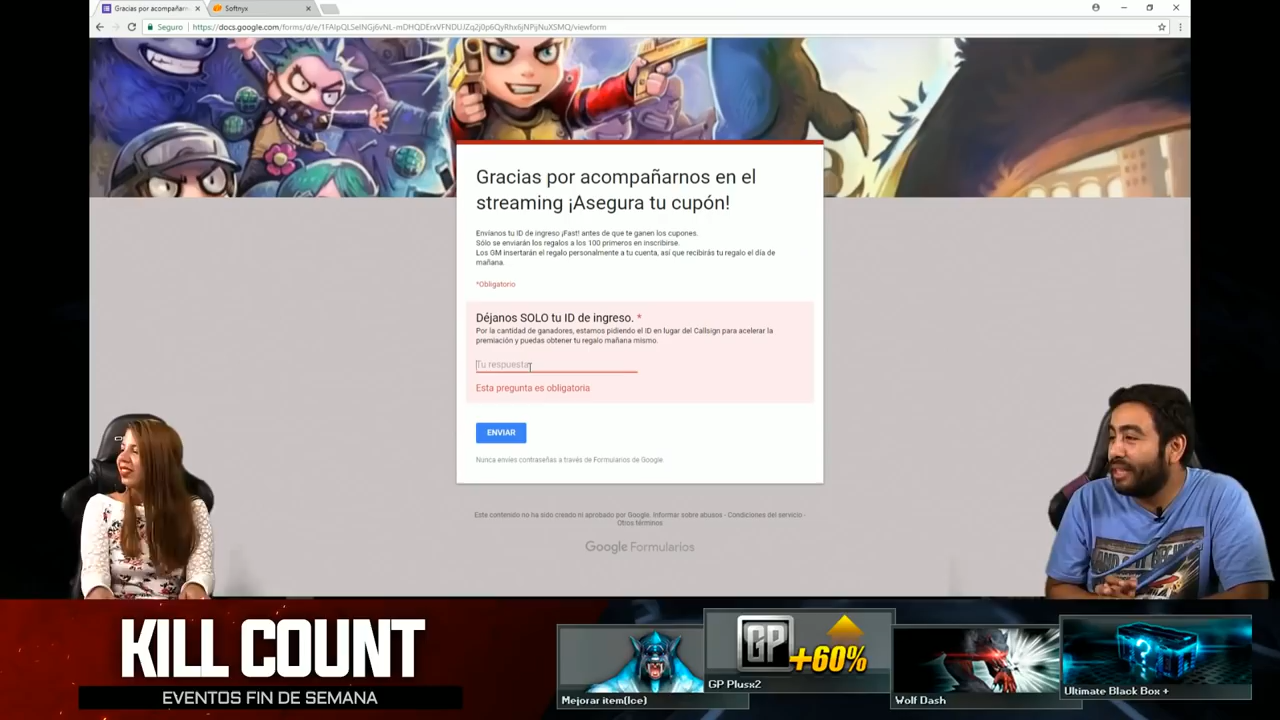 Gracias por acompañar
Softnyx
Seguro
https://docs.google.com/forms/d/e/
/viewform
Gracias por acompañarnos en el
streaming ¡Asegura tu cupón!
Envíanos tu ID de ingreso ¡Fast! antes de que te ganen los cupones.
Sólo se enviarán los regalos a los 100 primeros en inscribirse.
Los GM insertarán el regalo personalmente a tu cuenta, así que recibirás tu regalo el día de
mañana.
*Obligatorio
Déjanos SOLO tu ID de ingreso. *
Por la cantidad de ganadores, estamos pidiendo el ID en lugar del Callsign para acelerar la
premiación y puedas obtener tu regalo mañana mismo.
Tu respuesta
Esta pregunta es obligatoria
ENVIAR
Nunca envíes contraseñas a través de Formularios de Google.
Este contenido no ha sido creado ni aprobado por Google. Informar sobre abusos - Condiciones del servicio -
Otros términos
Google Formularios
KILL COUNT
EVENTOS FIN DE SEMANA
Mejorar item(Ice)
GP
+60%
GP Plusx2
Wolf Dash
?
Ultimate Black Box +